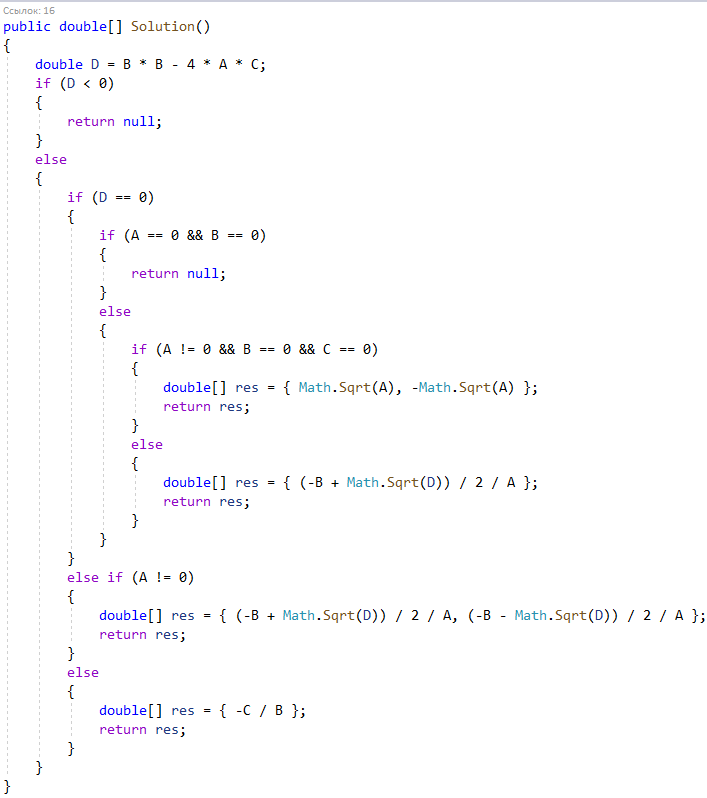 Ссылок: 16
public double[] Solution()
{
    double D = B * B - 4 * A * C;
    if (D < 0)
    {
        return null;
    }
    else
    {
        if (D == 0)
        {
            if (A == 0 && B == 0)
            {
                return null;
            }
            else
            {
                if (A != 0 && B == 0 && C == 0)
                {
                    double[] res = { Math.Sqrt(A), -Math.Sqrt(A) };
                    return res;
                }
                else
                {
                    double[] res = { (-B + Math.Sqrt(D)) / 2 / A };
                    return res;
                }
            }
        }
        else if (A != 0)
        {
            double[] res = { (-B + Math.Sqrt(D)) / 2 / A, (-B - Math.Sqrt(D)) / 2 / A };
            return res;
        }
        else
        {
            double[] res = { -C / B };
            return res;
        }
    }
}